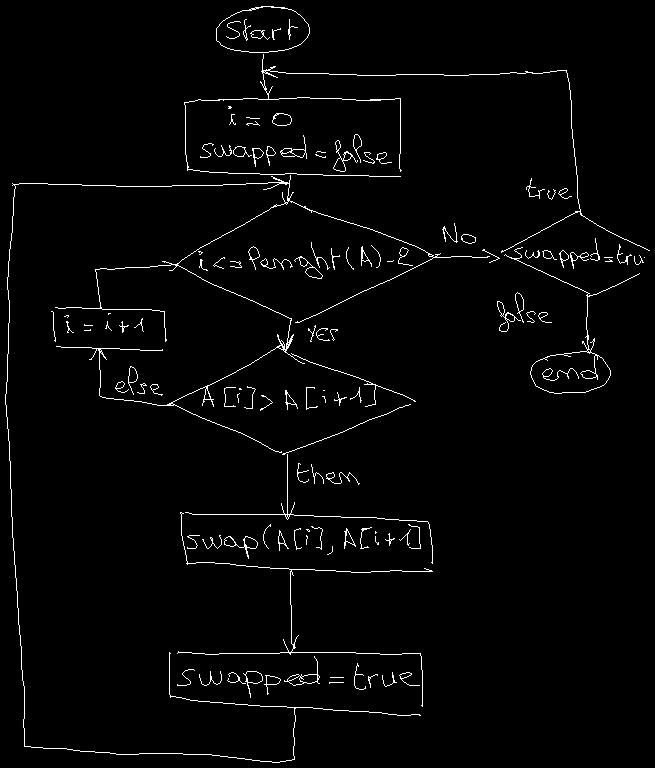 Start
i = 0
swapped = false
true
i <= lenght(A) - 2
No
swapped = tru
i = i + 1
yes
false
else
A[i] > A[i+1]
end
them
swap(A[i], A[i+1]
swapped = true